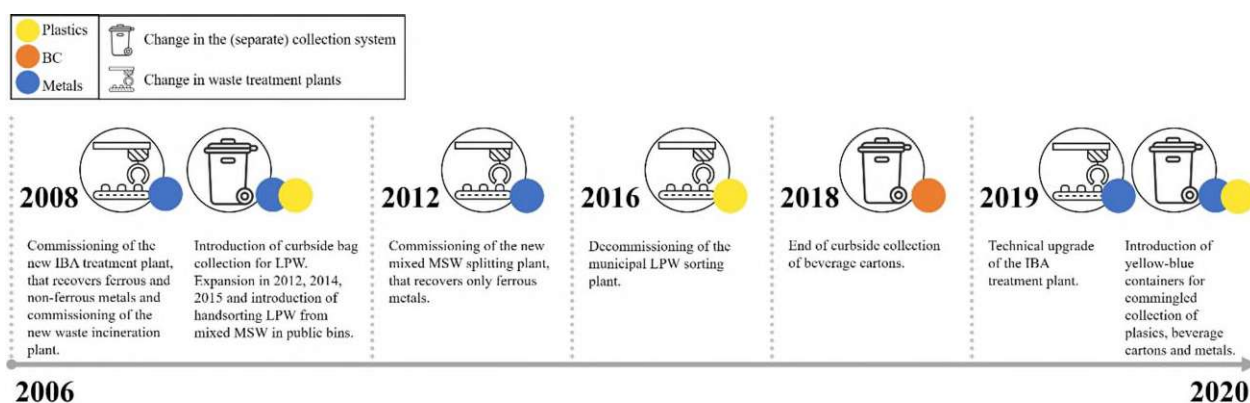 Plastics
BC
Metals
Change in the (separate) collection system
Change in waste treatment plants
2008
Commissioning of the
new IBA treatment plant,
that recovers ferrous and
non-ferrous metals and
commissioning of the
new waste incineration
plant.
Introduction of curbside bag
collection for LPW.
Expansion in 2012, 2014,
2015 and introduction of
handsorting LPW from
mixed MSW in public bins.
2012
Commissioning of the new
mixed MSW splitting plant,
that recovers only ferrous
metals.
2016
Decommissioning of the
municipal LPW sorting
plant.
2018
End of curbside collection
of beverage cartons.
2019
Technical upgrade
of the IBA
treatment plant.
Introduction of
yellow-blue
containers for
commingled
collection of
plasics, beverage
cartons and metals.
2006
2020